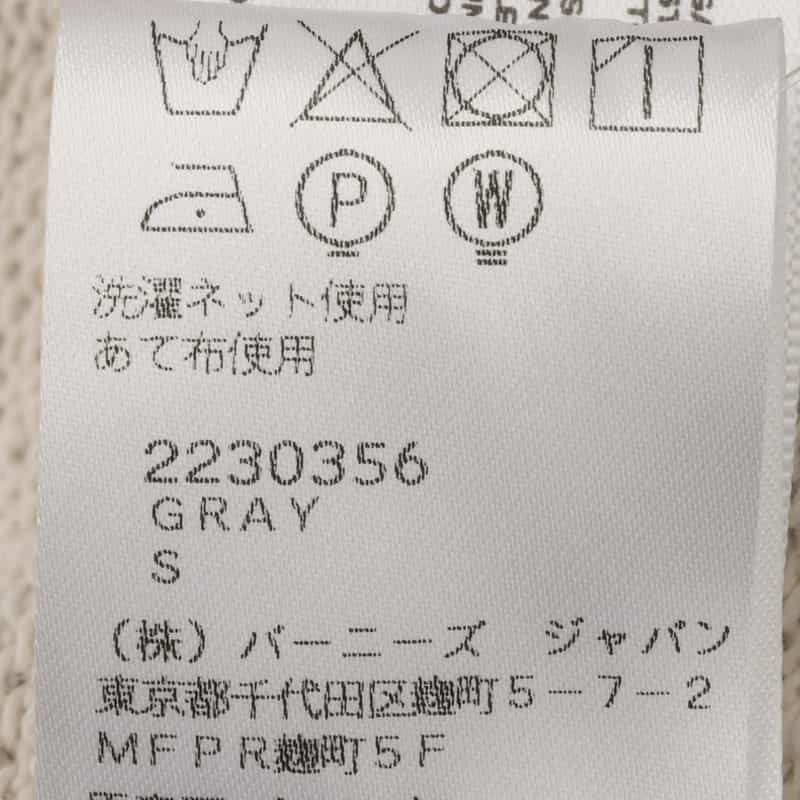 P W
洗濯ネット使用
あて布使用
2230356
GRAY
S
(株) バーニーズ ジャパン
東京都千代田区麹町5-7-2
MFPR麹町5F